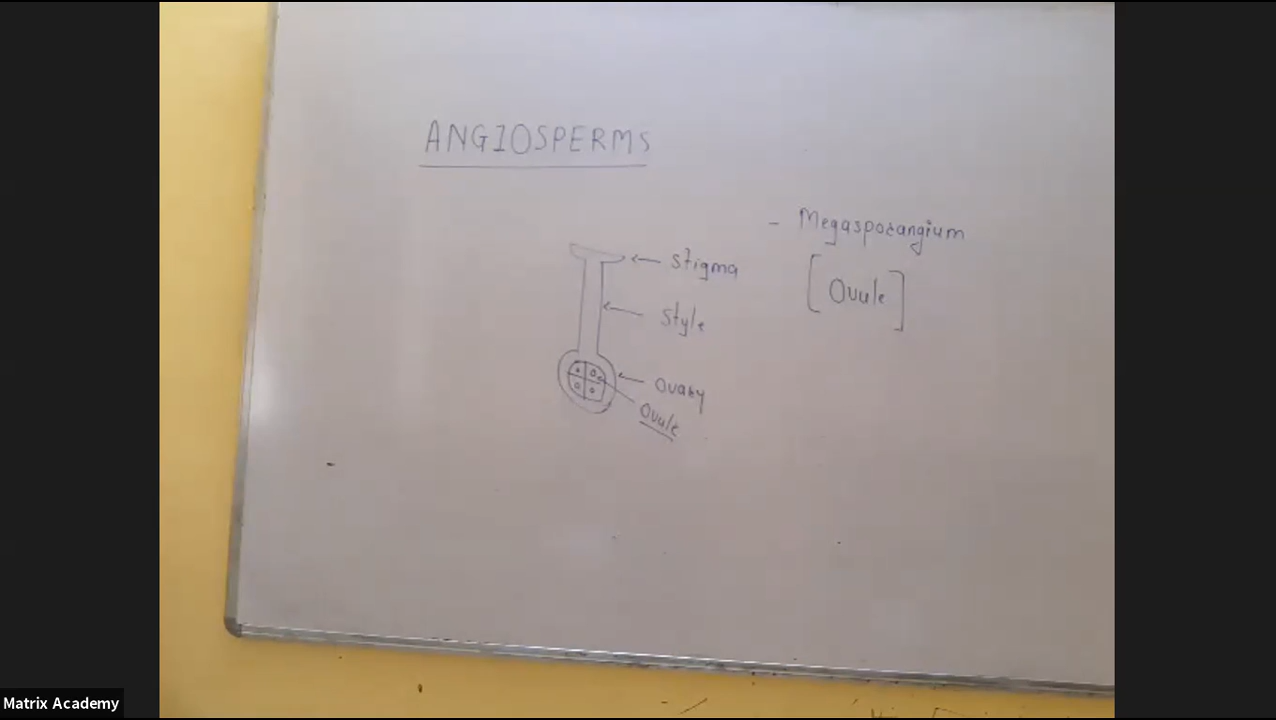 ANGIOSPERMS
- Megasporangium
[Ovule]
Stigma
Style
Ovary
Ovule
Matrix Academy